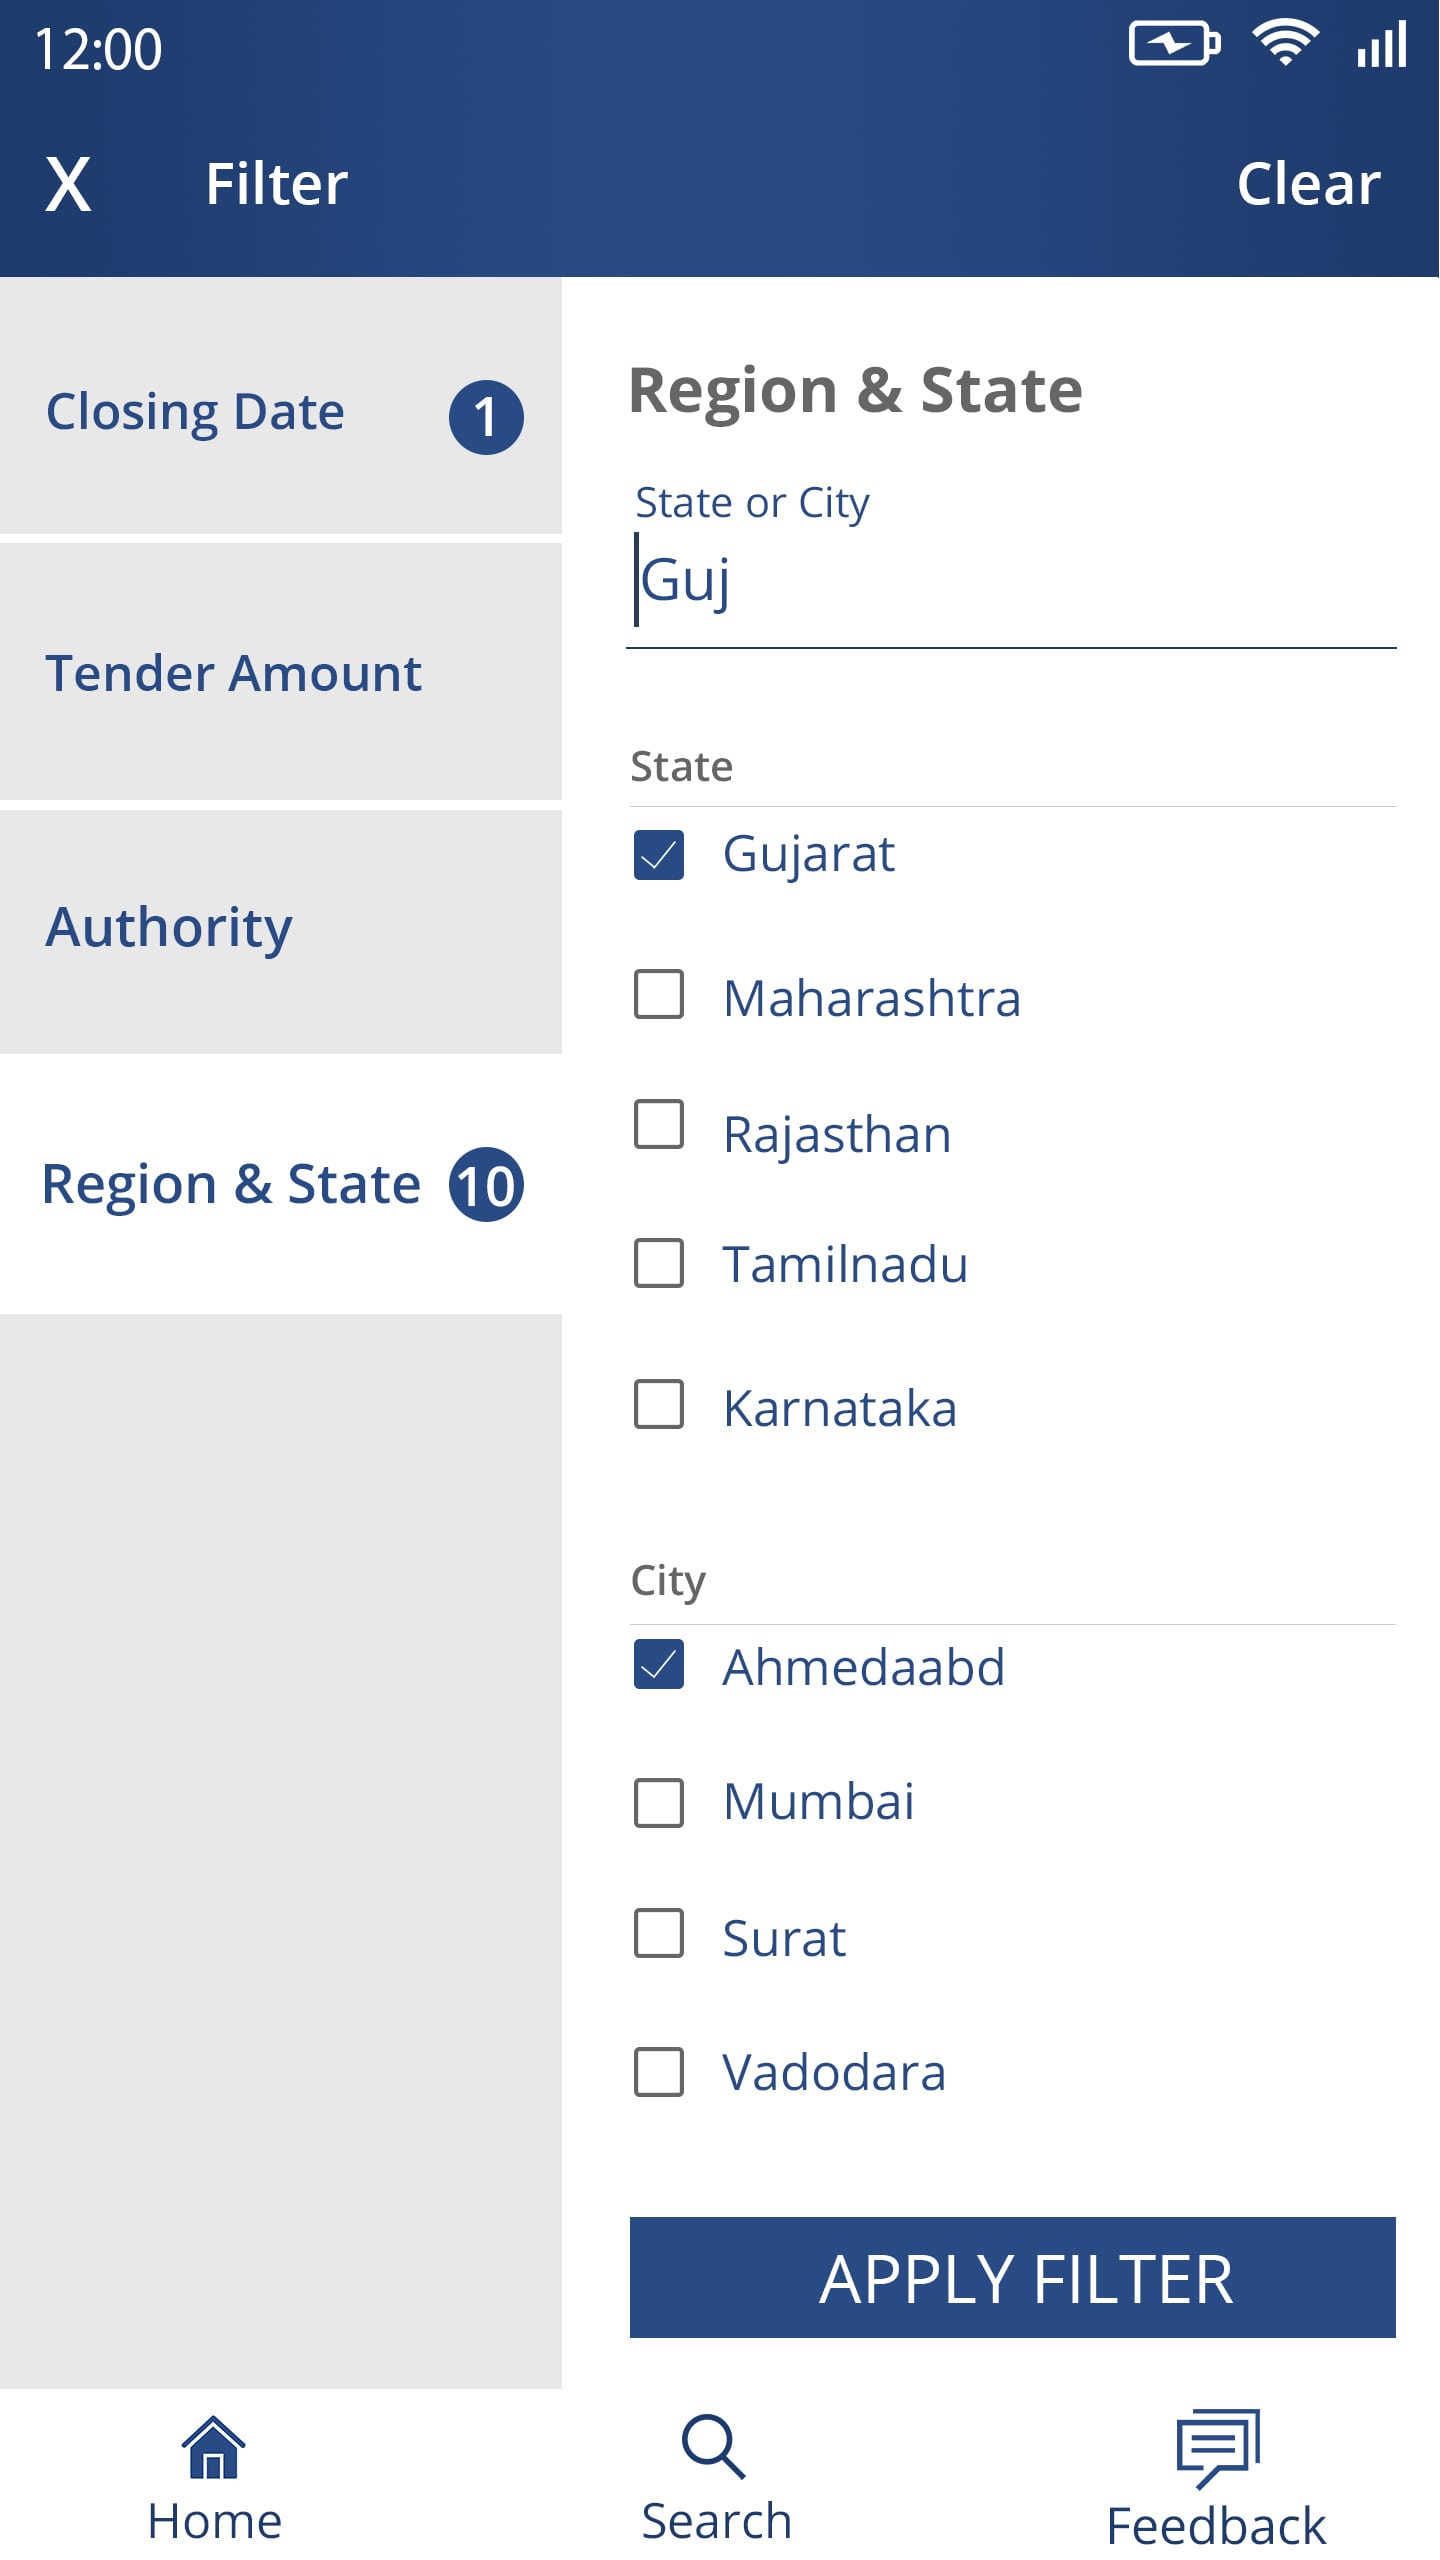 12:00
X Filter Clear
Closing Date 1
Tender Amount
Authority
Region & State 10
Region & State
State or City
Guj
State
Gujarat
Maharashtra
Rajasthan
Tamilnadu
Karnataka
City
Ahmedaabd
Mumbai
Surat
Vadodara
APPLY FILTER
Home Search Feedback